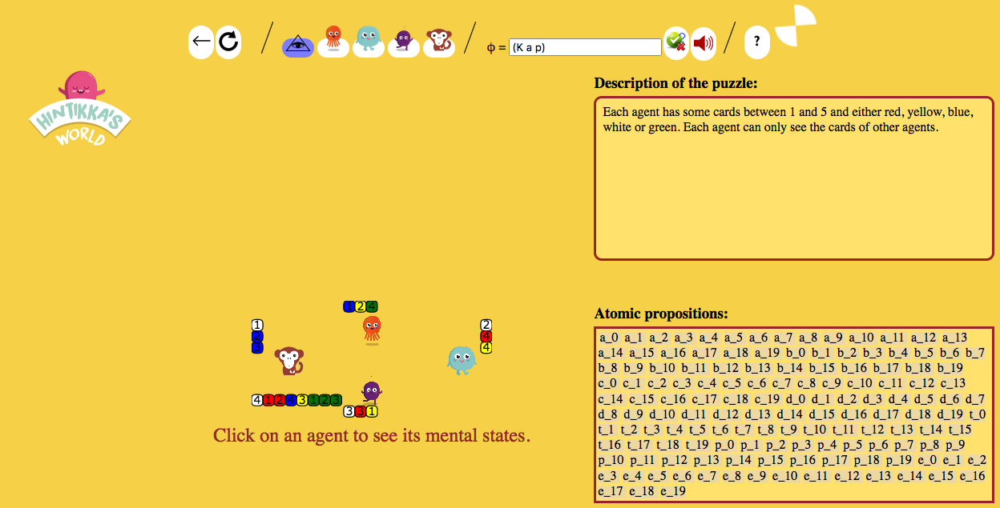 ϕ = (K a p)
?
HINTIKKA'S
WORLD
Description of the puzzle:
Each agent has some cards between 1 and 5 and either red, yellow, blue,
white or green. Each agent can only see the cards of other agents.
1 2 4
1
2
3
2
4
4
4 1 2 4 3 1 2 3
3 3 1
Click on an agent to see its mental states.
Atomic propositions:
a_0 a_1 a_2 a_3 a_4 a_5 a_6 a_7 a_8 a_9 a_10 a_11 a_12 a_13
a_14 a_15 a_16 a_17 a_18 a_19 b_0 b_1 b_2 b_3 b_4 b_5 b_6 b_7
b_8 b_9 b_10 b_11 b_12 b_13 b_14 b_15 b_16 b_17 b_18 b_19
c_0 c_1 c_2 c_3 c_4 c_5 c_6 c_7 c_8 c_9 c_10 c_11 c_12 c_13
c_14 c_15 c_16 c_17 c_18 c_19 d_0 d_1 d_2 d_3 d_4 d_5 d_6 d_7
d_8 d_9 d_10 d_11 d_12 d_13 d_14 d_15 d_16 d_17 d_18 d_19 t_0
t_1 t_2 t_3 t_4 t_5 t_6 t_7 t_8 t_9 t_10 t_11 t_12 t_13 t_14 t_15
t_16 t_17 t_18 t_19 p_0 p_1 p_2 p_3 p_4 p_5 p_6 p_7 p_8 p_9
p_10 p_11 p_12 p_13 p_14 p_15 p_16 p_17 p_18 p_19 e_0 e_1 e_2
e_3 e_4 e_5 e_6 e_7 e_8 e_9 e_10 e_11 e_12 e_13 e_14 e_15 e_16
e_17 e_18 e_19